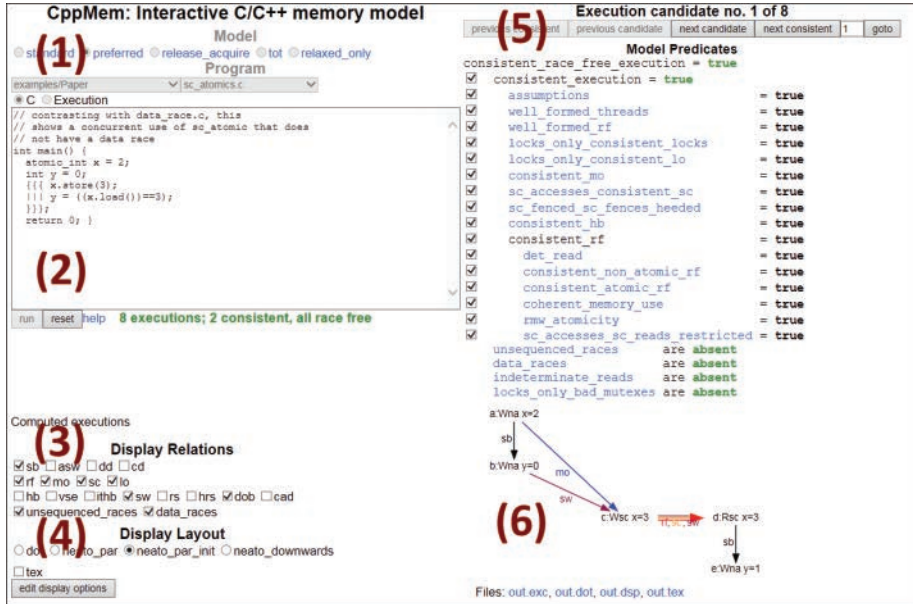 CppMem: Interactive C/C++ memory model
(1)
Model
standard preferred release_acquire tot relaxed_only
Program
examples/Paper sc_atomics.c
C Execution
// contrasting with data_race.c, this
// shows a concurrent use of sc_atomic that does
// not have a data race
int main() {
atomic_int x = 2;
int y = 0;
{{{ x.store(3);
||| y = ((x.load())==3);
}}};
return 0; }
(2)
run reset help 8 executions; 2 consistent, all race free
Computed executions
(3)
Display Relations
sb asw dd cd
rf mo sc lo
hb vse ithb sw rs hrs dob cad
unsequenced_races data_races
(4)
Display Layout
dot neato_par neato_par_init neato_downwards
tex
edit display options
Execution candidate no. 1 of 8
(5)
previous consistent previous candidate next candidate next consistent 1 goto
Model Predicates
consistent_race_free_execution = true
consistent_execution = true
assumptions = true
well_formed_threads = true
well_formed_rf = true
locks_only_consistent_locks = true
locks_only_consistent_lo = true
consistent_mo = true
sc_accesses_consistent_sc = true
sc_fenced_sc_fences_heeded = true
consistent_hb = true
consistent_rf = true
det_read = true
consistent_non_atomic_rf = true
consistent_atomic_rf = true
coherent_memory_use = true
rmw_atomicity = true
sc_accesses_sc_reads_restricted = true
unsequenced_races are absent
data_races are absent
indeterminate_reads are absent
locks_only_bad_mutexes are absent
a:Wna x=2
sb
b:Wna y=0
mo
sw
(6)
c:Wsc x=3
rf,sc,sw
d:Rsc x=3
sb
e:Wna y=1
Files: out.exc, out.dot, out.dsp, out.tex